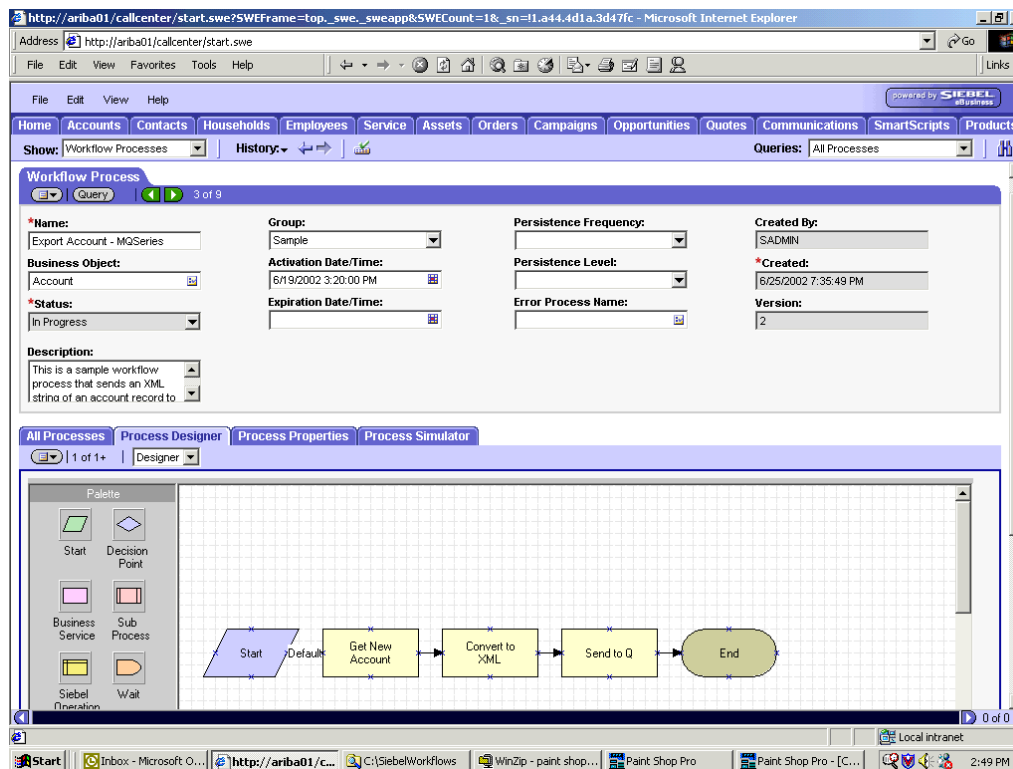 http://ariba01/callcenter/start.swe?SWEFrame=top._swe._sweapp&SWECount=1&_sn=!1.a44.4d1a.3d47fc - Microsoft Internet Explorer
Address http://ariba01/callcenter/start.swe Go
File Edit View Favorites Tools Help Links
File Edit View Help powered by SIEBEL eBusiness
Home Accounts Contacts Households Employees Service Assets Orders Campaigns Opportunities Quotes Communications SmartScripts Products
Show: Workflow Processes History: Queries: All Processes
Workflow Process
Query 3 of 9
*Name: Group: Persistence Frequency: Created By:
Export Account - MQSeries Sample SADMIN
Business Object: Activation Date/Time: Persistence Level: *Created:
Account 6/19/2002 3:20:00 PM 6/25/2002 7:35:49 PM
*Status: Expiration Date/Time: Error Process Name: Version:
In Progress 2
Description:
This is a sample workflow
process that sends an XML
string of an account record to
All Processes Process Designer Process Properties Process Simulator
1 of 1+ Designer
Palette
Start Decision Point
Business Service Sub Process
Siebel Operation Wait
Start Default Get New Account Convert to XML Send to Q End
0 of 0
Local intranet
Start Inbox - Microsoft O... http://ariba01/c... C:\SiebelWorkflows WinZip - paint shop... Paint Shop Pro Paint Shop Pro - [C... 2:49 PM